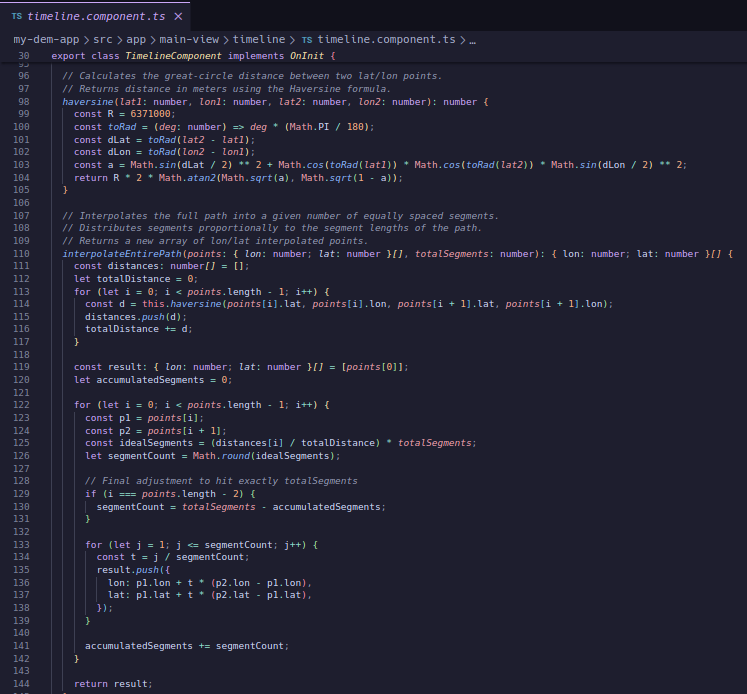 TS timeline.component.ts ×
my-dem-app > src > app > main-view > timeline > TS timeline.component.ts > ...
30 export class TimelineComponent implements OnInit {
95
96 // Calculates the great-circle distance between two lat/lon points.
97 // Returns distance in meters using the Haversine formula.
98 haversine(lat1: number, lon1: number, lat2: number, lon2: number): number {
99 const R = 6371000;
100 const toRad = (deg: number) => deg * (Math.PI / 180);
101 const dLat = toRad(lat2 - lat1);
102 const dLon = toRad(lon2 - lon1);
103 const a = Math.sin(dLat / 2) ** 2 + Math.cos(toRad(lat1)) * Math.cos(toRad(lat2)) * Math.sin(dLon / 2) ** 2;
104 return R * 2 * Math.atan2(Math.sqrt(a), Math.sqrt(1 - a));
105 }
106
107 // Interpolates the full path into a given number of equally spaced segments.
108 // Distributes segments proportionally to the segment lengths of the path.
109 // Returns a new array of lon/lat interpolated points.
110 interpolateEntirePath(points: { lon: number; lat: number }[], totalSegments: number): { lon: number; lat: number }[] {
111 const distances: number[] = [];
112 let totalDistance = 0;
113 for (let i = 0; i < points.length - 1; i++) {
114 const d = this.haversine(points[i].lat, points[i].lon, points[i + 1].lat, points[i + 1].lon);
115 distances.push(d);
116 totalDistance += d;
117 }
118
119 const result: { lon: number; lat: number }[] = [points[0]];
120 let accumulatedSegments = 0;
121
122 for (let i = 0; i < points.length - 1; i++) {
123 const p1 = points[i];
124 const p2 = points[i + 1];
125 const idealSegments = (distances[i] / totalDistance) * totalSegments;
126 let segmentCount = Math.round(idealSegments);
127
128 // Final adjustment to hit exactly totalSegments
129 if (i === points.length - 2) {
130 segmentCount = totalSegments - accumulatedSegments;
131 }
132
133 for (let j = 1; j <= segmentCount; j++) {
134 const t = j / segmentCount;
135 result.push({
136 lon: p1.lon + t * (p2.lon - p1.lon),
137 lat: p1.lat + t * (p2.lat - p1.lat),
138 });
139 }
140
141 accumulatedSegments += segmentCount;
142 }
143
144 return result;